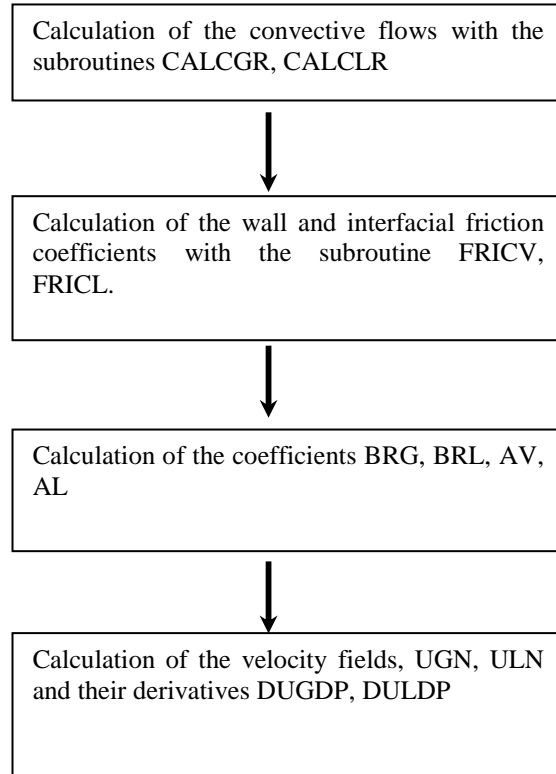 Calculation of the convective flows with the
subroutines CALCGR, CALCLR
Calculation of the wall and interfacial friction
coefficients with the subroutine FRICV,
FRICL.
Calculation of the coefficients BRG, BRL, AV,
AL
Calculation of the velocity fields, UGN, ULN
and their derivatives DUGDP, DULDP